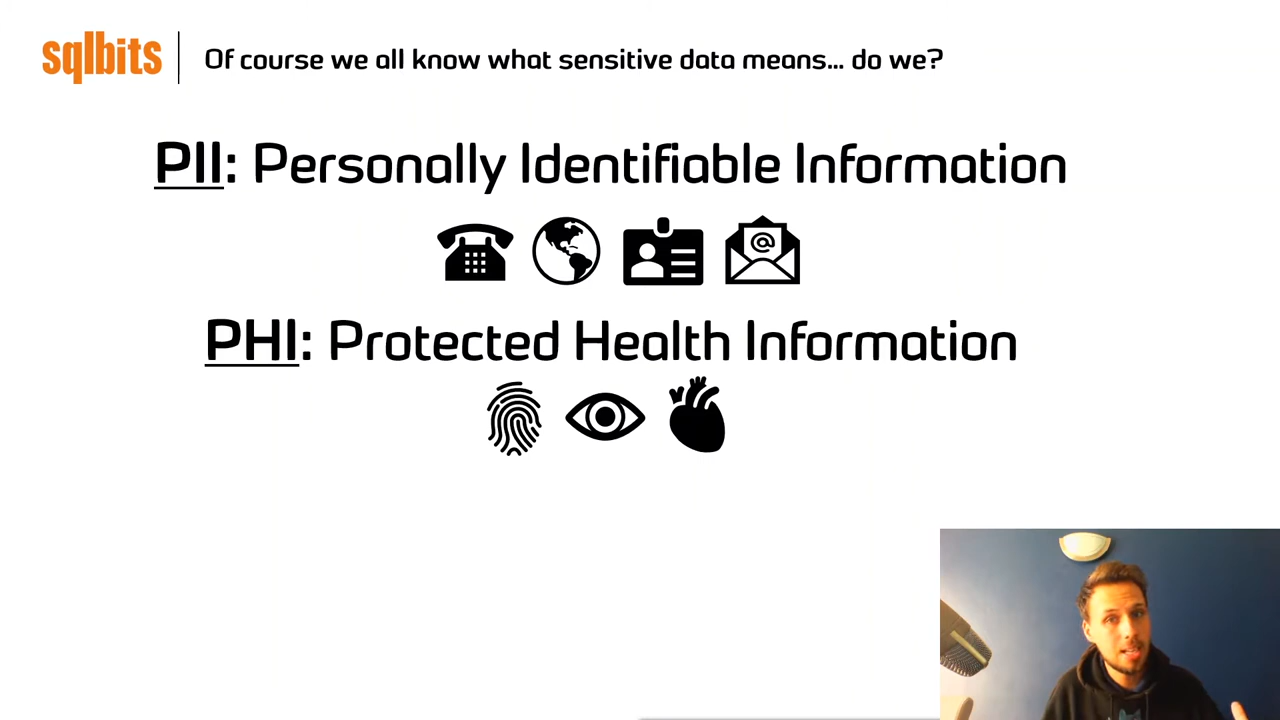 sqlbits
Of course we all know what sensitive data means... do we?
PII: Personally Identifiable Information
@
PHI: Protected Health Information